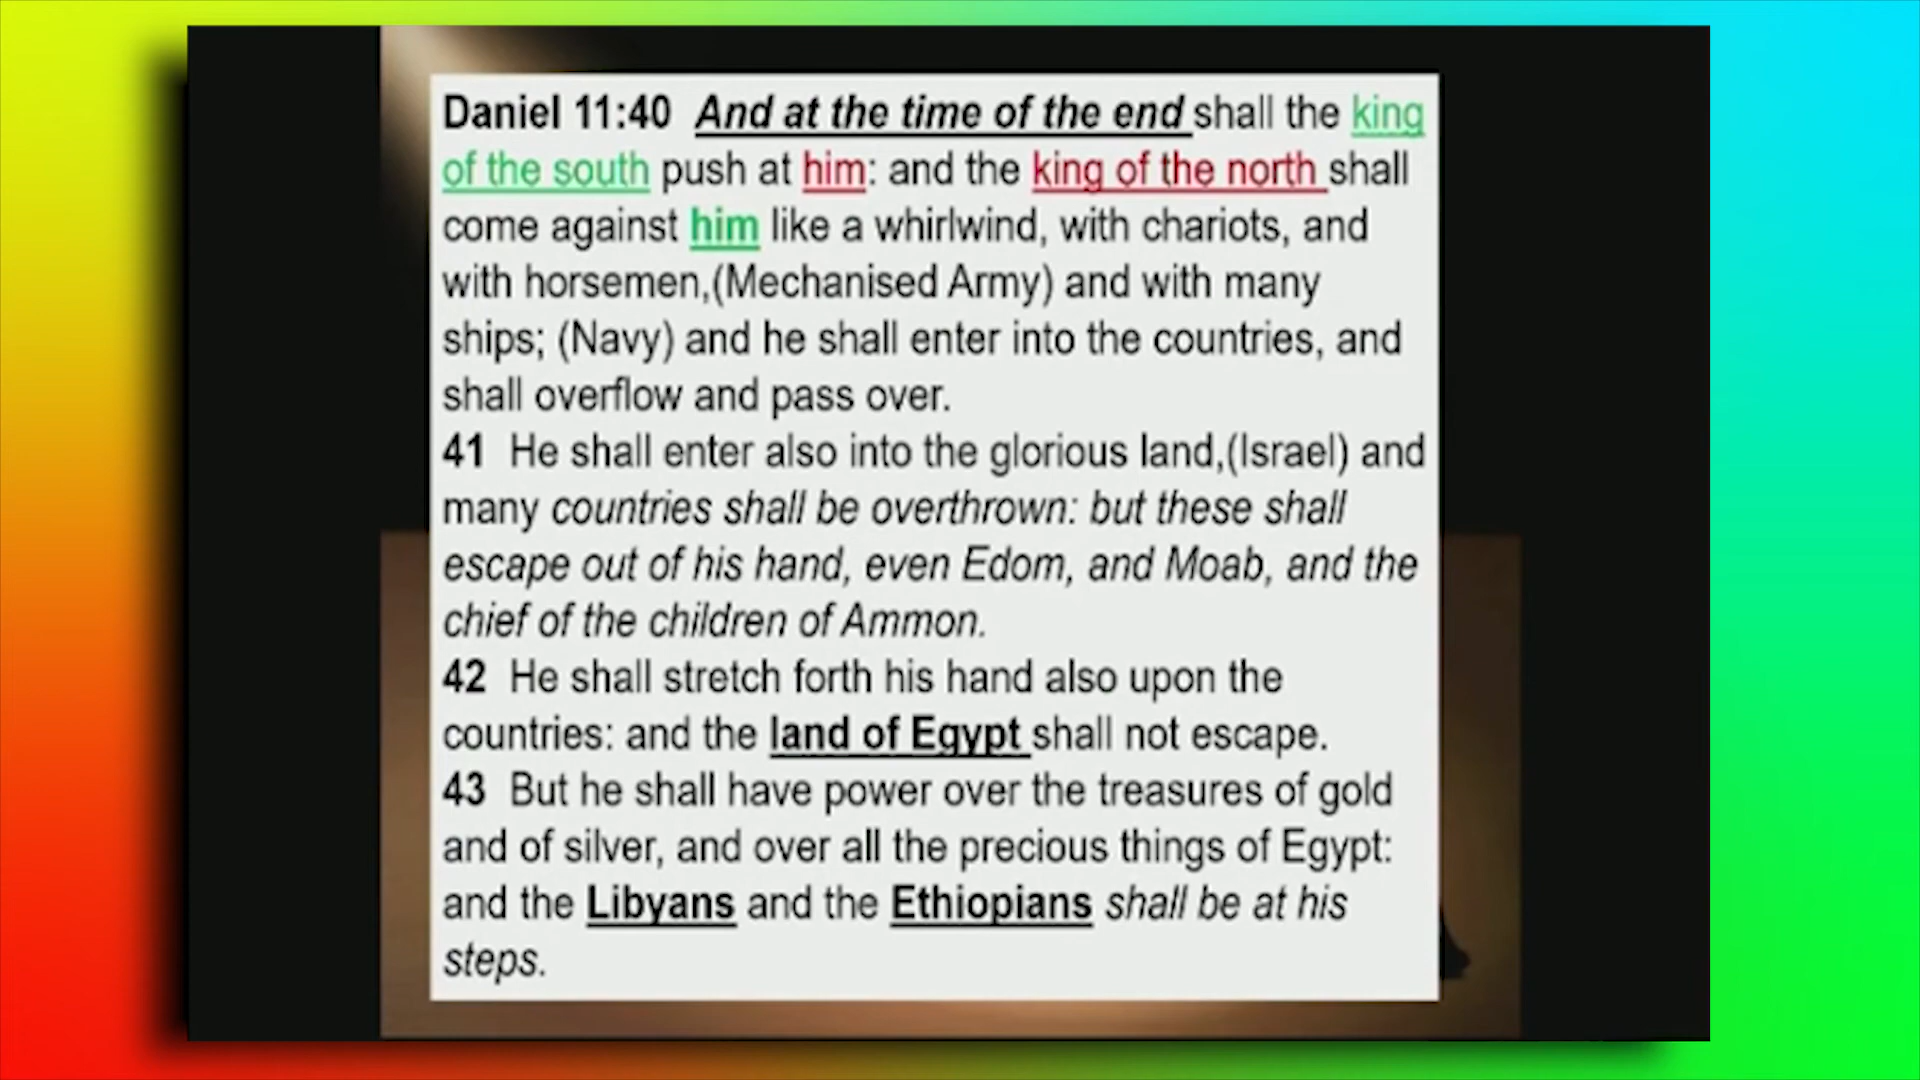 Daniel 11:40 And at the time of the end shall the king
of the south push at him: and the king of the north shall
come against him like a whirlwind, with chariots, and
with horsemen,(Mechanised Army) and with many
ships; (Navy) and he shall enter into the countries, and
shall overflow and pass over.
41 He shall enter also into the glorious land,(Israel) and
many countries shall be overthrown: but these shall
escape out of his hand, even Edom, and Moab, and the
chief of the children of Ammon.
42 He shall stretch forth his hand also upon the
countries: and the land of Egypt shall not escape.
43 But he shall have power over the treasures of gold
and of silver, and over all the precious things of Egypt:
and the Libyans and the Ethiopians shall be at his
steps.